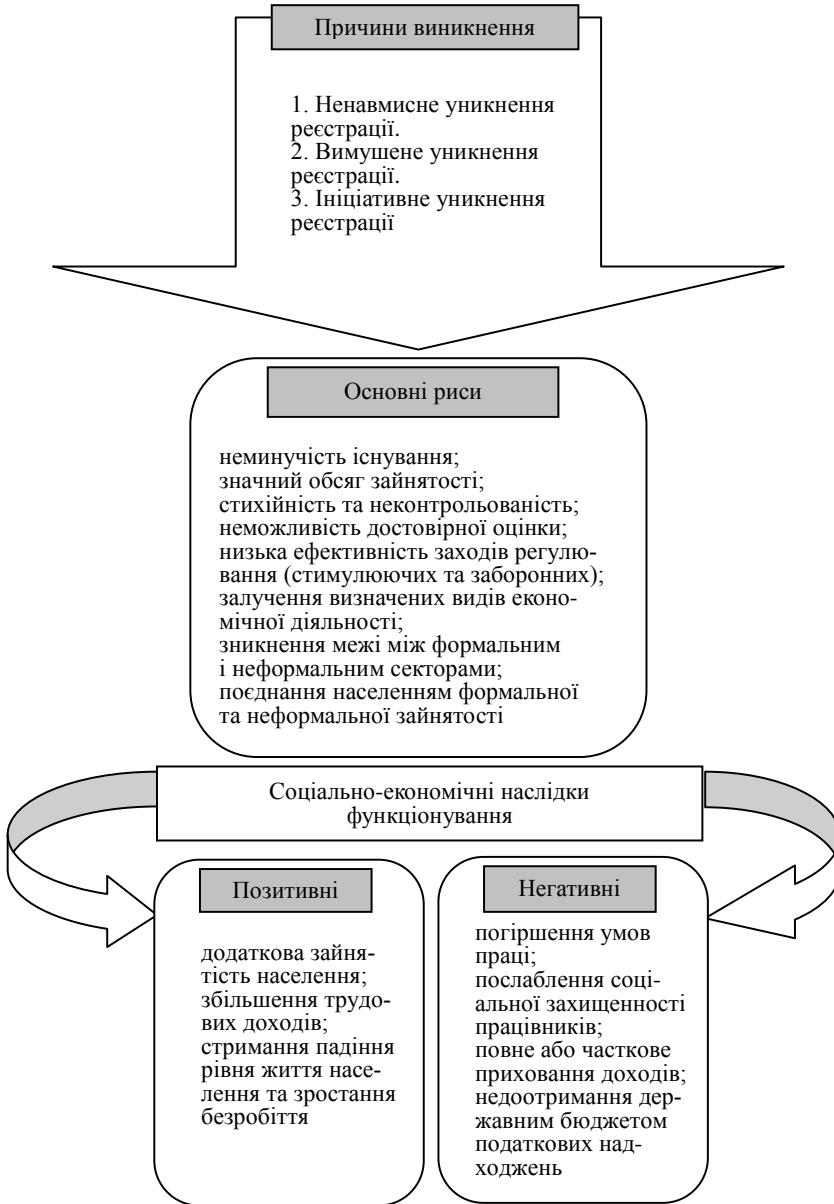 Причини виникнення
1. Ненавмисне уникнення
реєстрації.
2. Вимушене уникнення
реєстрації.
3. Ініціативне уникнення
реєстрації
Основні риси
неминучість існування;
значний обсяг зайнятості;
стихійність та неконтрольованість;
неможливість достовірної оцінки;
низька ефективність заходів регулю-
вання (стимулюючих та заборонних);
залучення визначених видів еконо-
мічної діяльності;
зникнення межі між формальним
і неформальним секторами;
поєднання населенням формальної
та неформальної зайнятості
Соціально-економічні наслідки
функціонування
Позитивні
додаткова зайня-
тість населення;
збільшення трудо-
вих доходів;
стримання падіння
рівня життя насе-
лення та зростання
безробіття
Негативні
погіршення умов
праці;
послаблення соці-
альної захищенності
працівників;
повне або часткове
приховання доходів;
недоотримання дер-
жавним бюджетом
податкових над-
ходжень